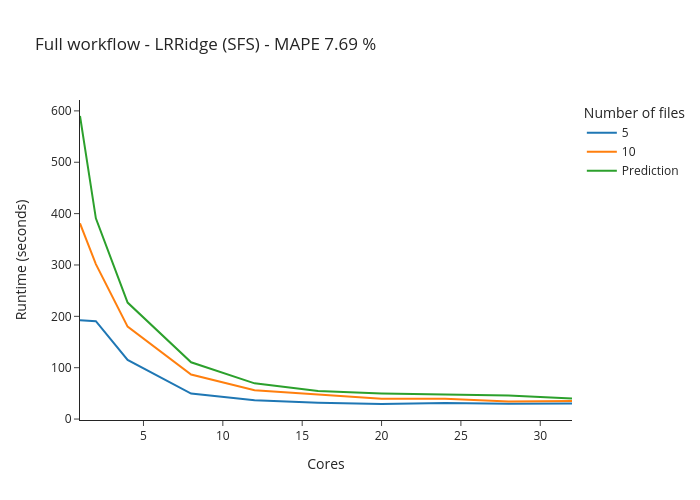 Full workflow - LRRidge (SFS) - MAPE 7.69 %
Number of files
5
10
Prediction
Runtime (seconds)
600
500
400
300
200
100
0
5 10 15 20 25 30
Cores